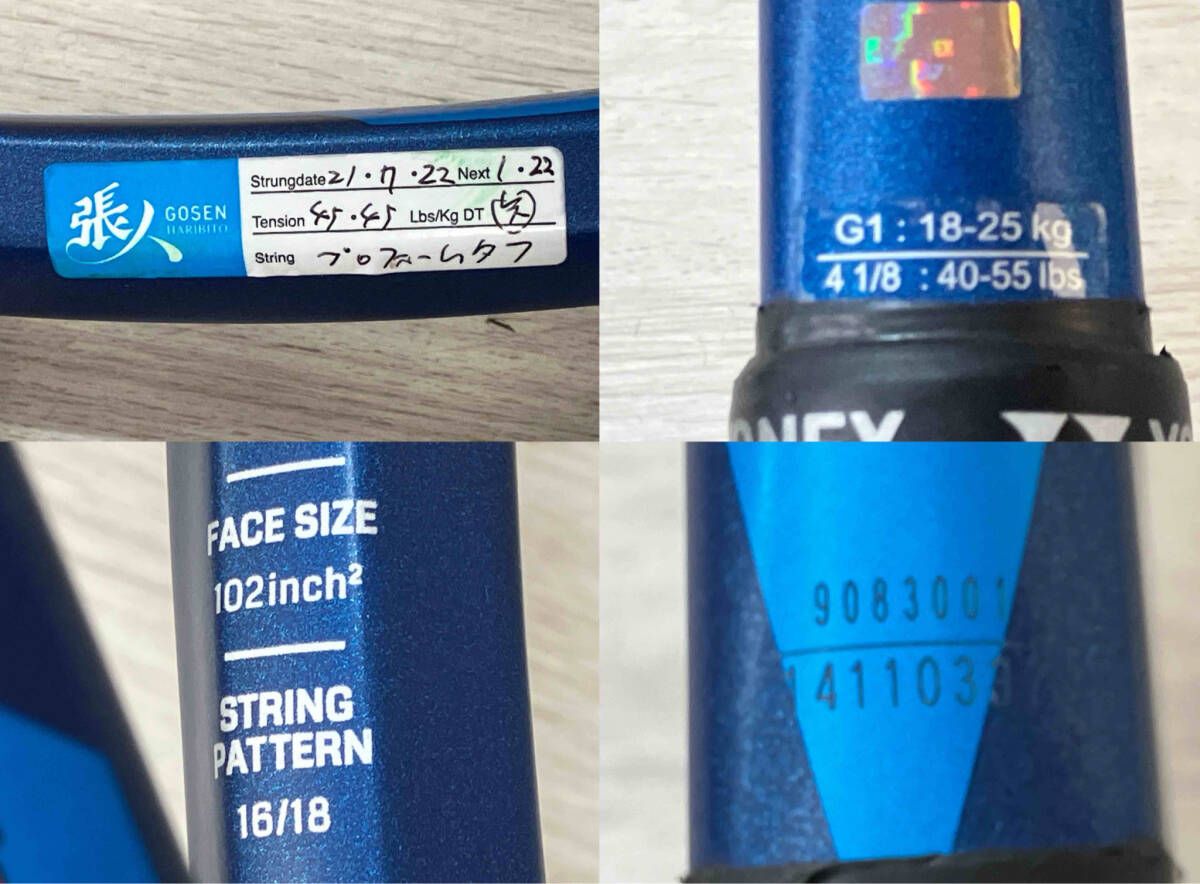 張人 GOSEN
HARIBITO
Strungdate 21・7・22 Next 1・22
Tension 45・45 Lbs/Kg DT
String プロフォームタフ
G1 : 18-25 kg
4 1/8 : 40-55 lbs
FACE SIZE
102inch²
STRING
PATTERN
16/18
9083001